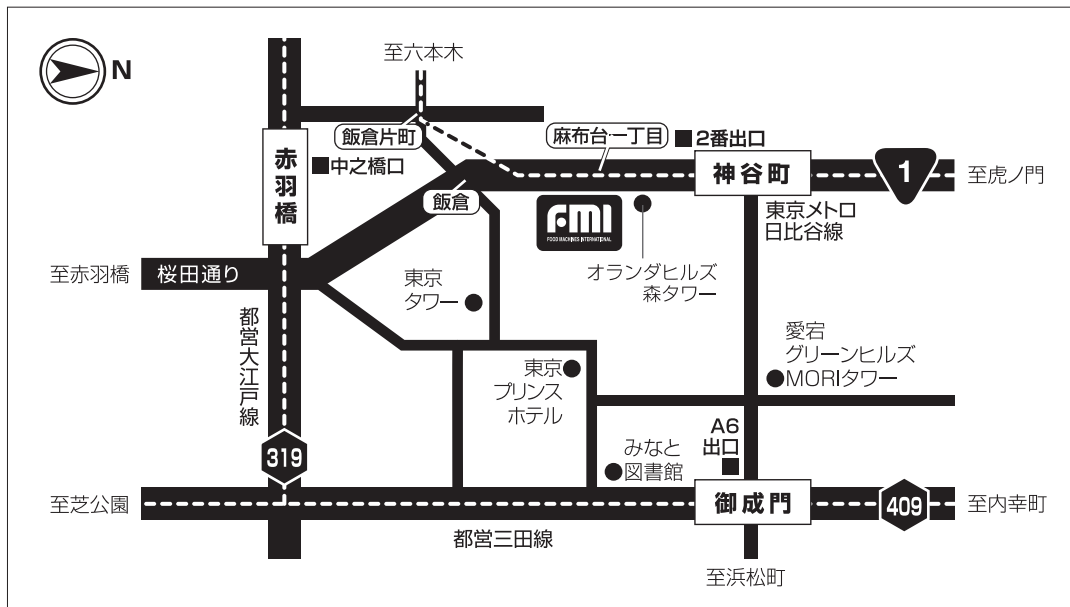 N
至六本木
飯倉片町
麻布台一丁目
2番出口
赤羽橋
中之橋口
神谷町
1
至虎ノ門
飯倉
FMI
FOOD MACHINES INTERNATIONAL
東京メトロ
日比谷線
至赤羽橋
桜田通り
東京
タワー
オランダヒルズ
森タワー
都営大江戸線
愛宕
グリーンヒルズ
MORIタワー
東京
プリンス
ホテル
A6
出口
319
みなと
図書館
至芝公園
御成門
409
至内幸町
都営三田線
至浜松町